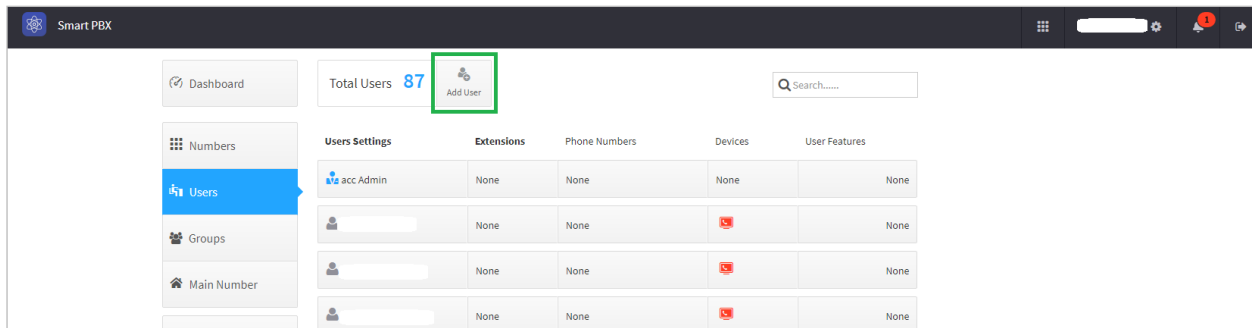 Smart PBX
1
Dashboard
Total Users 87
Add User
Search......
Numbers
Users Settings Extensions Phone Numbers Devices User Features
acc Admin None None None None
Users
None None None
Groups
None None None
Main Number
None None None